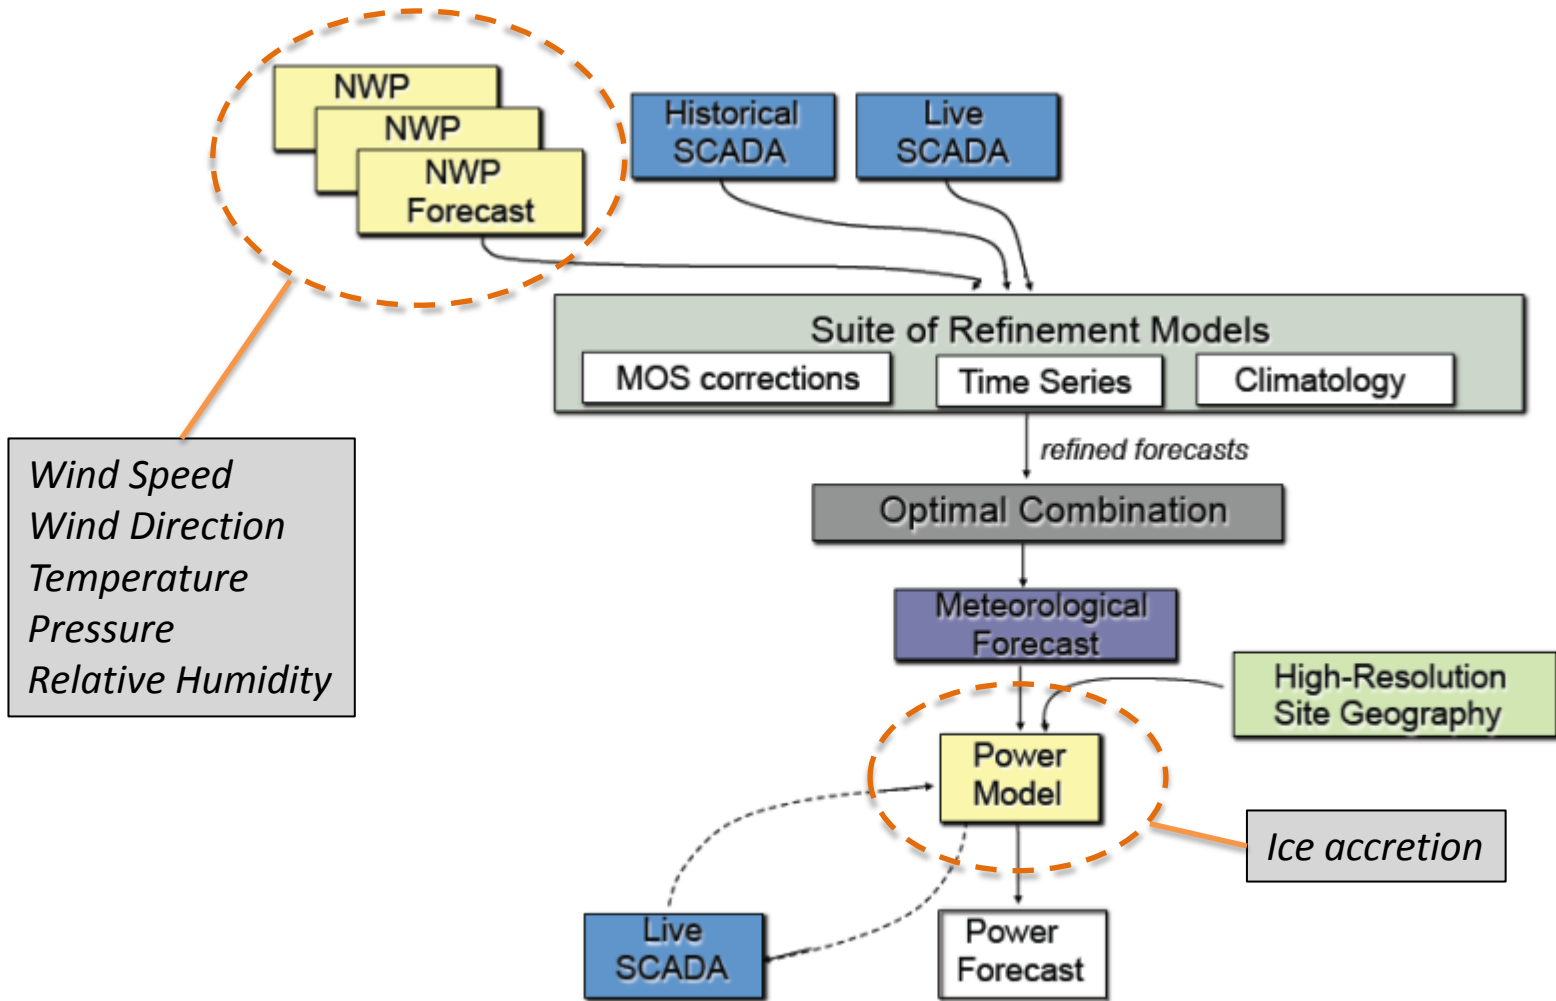 NWP
NWP
NWP
Forecast
Historical
SCADA
Live
SCADA
Suite of Refinement Models
MOS corrections
Time Series
Climatology
refined forecasts
Wind Speed
Wind Direction
Temperature
Pressure
Relative Humidity
Optimal Combination
Meteorological
Forecast
High-Resolution
Site Geography
Power
Model
Ice accretion
Live
SCADA
Power
Forecast